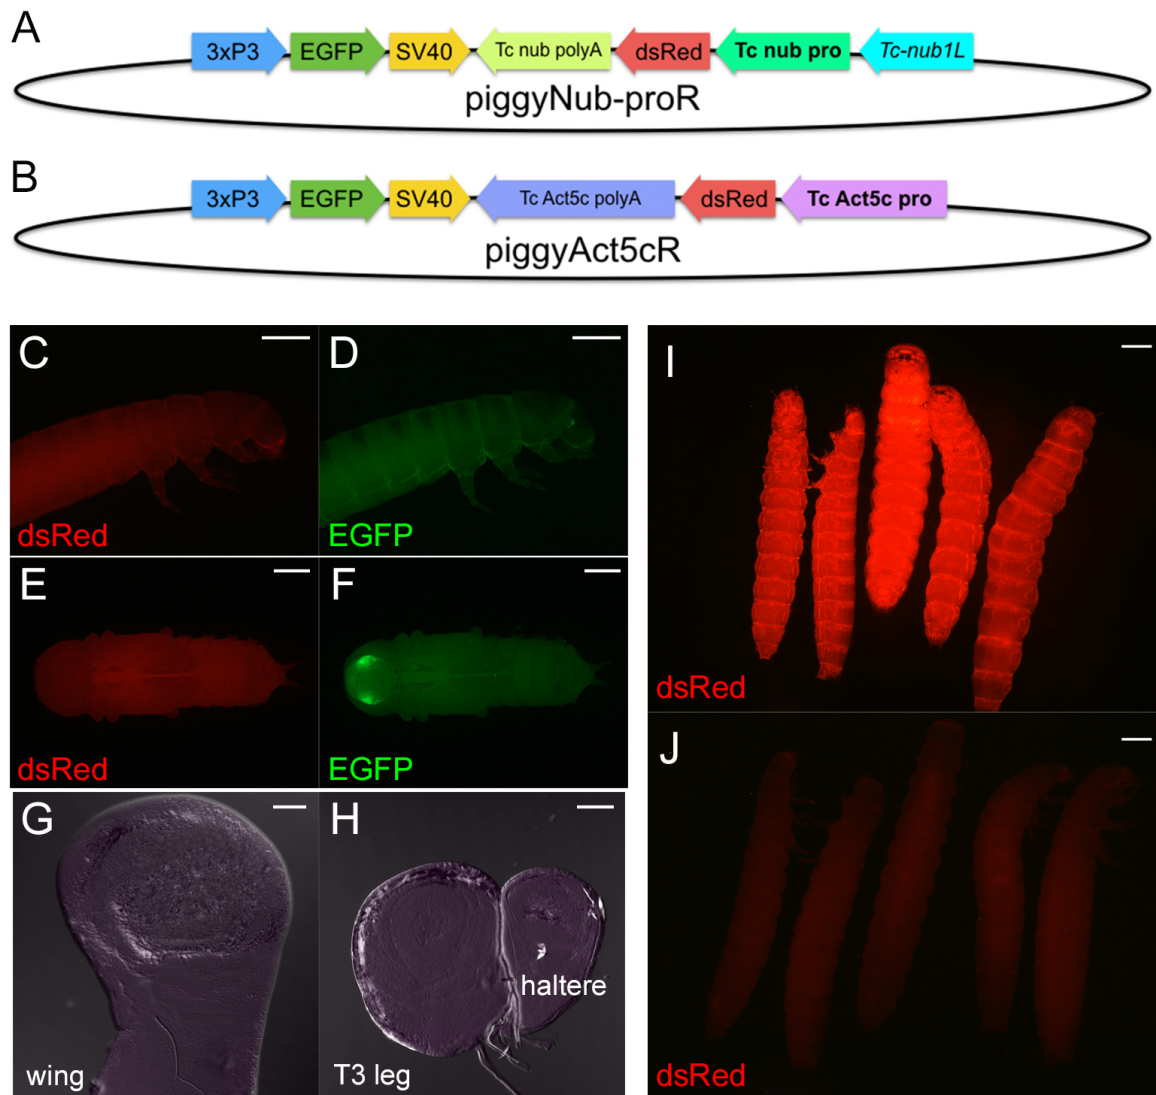 A
3xP3 EGFP SV40 Tc nub polyA dsRed Tc nub pro Tc-nub1L
piggyNub-proR
B
3xP3 EGFP SV40 Tc Act5c polyA dsRed Tc Act5c pro
piggyAct5cR
C
dsRed
D
EGFP
E
dsRed
F
EGFP
G
wing
H
haltere
T3 leg
I
dsRed
J
dsRed